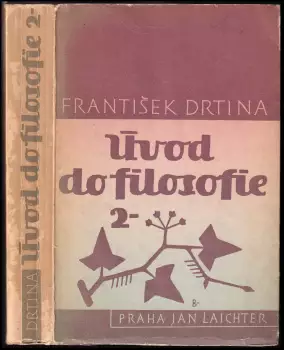 DRTINA Úvod do filosofie 2-
FRANTIŠEK DRTINA
Úvod
do filosofie
2-
B-
PRAHA JAN LAICHTER